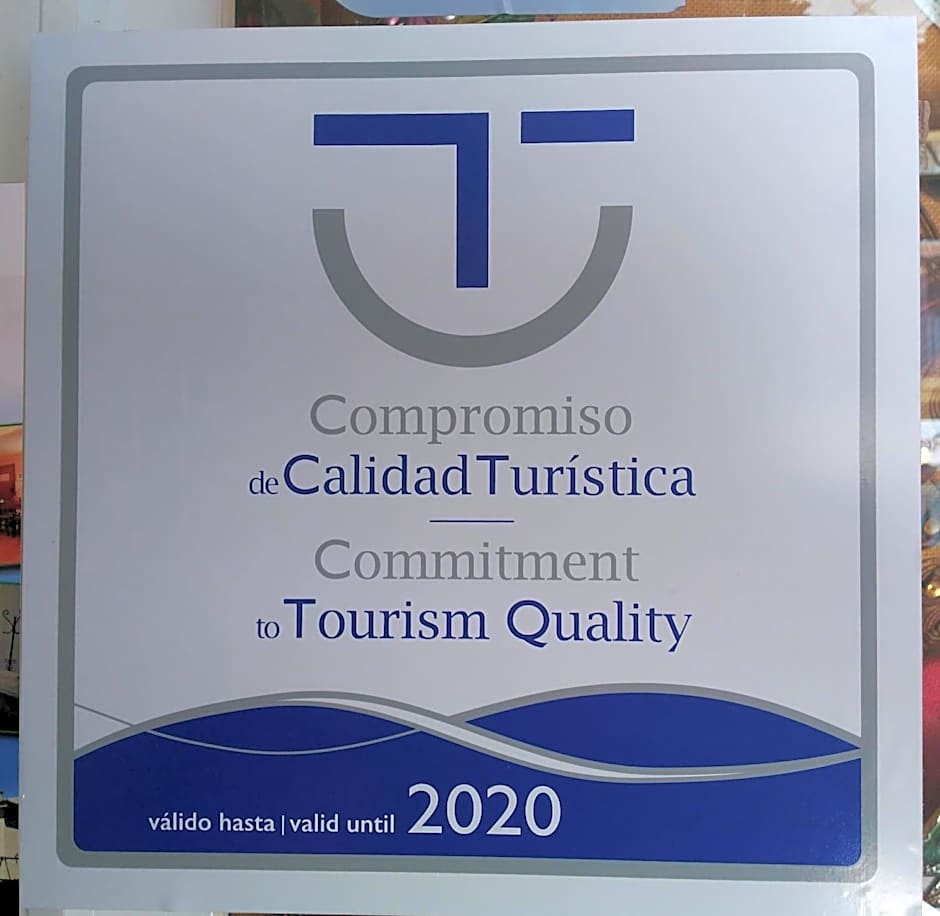 Compromiso
de Calidad Turística
Commitment
to Tourism Quality
válido hasta | valid until 2020